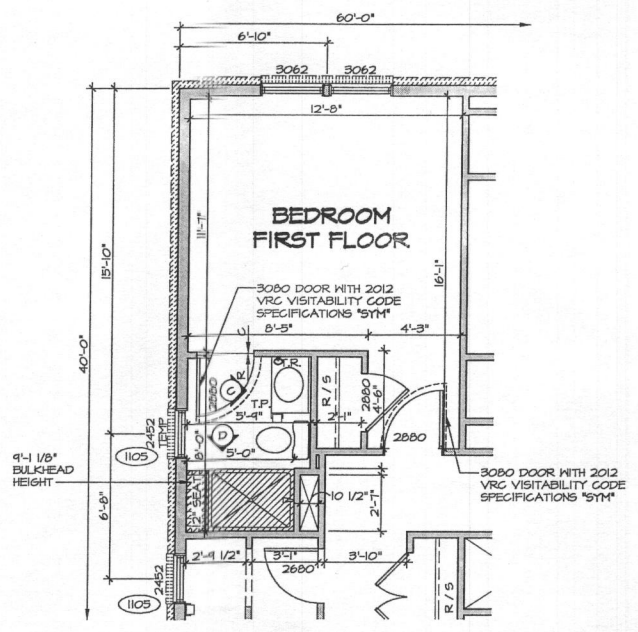 60'-0"
6'-10"
3062 3062
12'-8"
BEDROOM
FIRST FLOOR
11'-7"
15'-10"
16'-1"
40'-0"
3080 DOOR WITH 2012
VRC VISITABILITY CODE
SPECIFICATIONS "SYM"
8'-5" 4'-3"
R
C
2880
T.R.
T.P.
R / S
2880
4'-6"
5'-9" 2'-1"
2452
TEMP
8'-0"
D
5'-0"
2880
1105
9'-1 1/8"
BULKHEAD
HEIGHT
3080 DOOR WITH 2012
VRC VISITABILITY CODE
SPECIFICATIONS "SYM"
SEAT
10 1/2"
2'-7"
6'-8"
2'-9 1/2" 3'-1" 3'-10"
2680
2452
1105
R / S